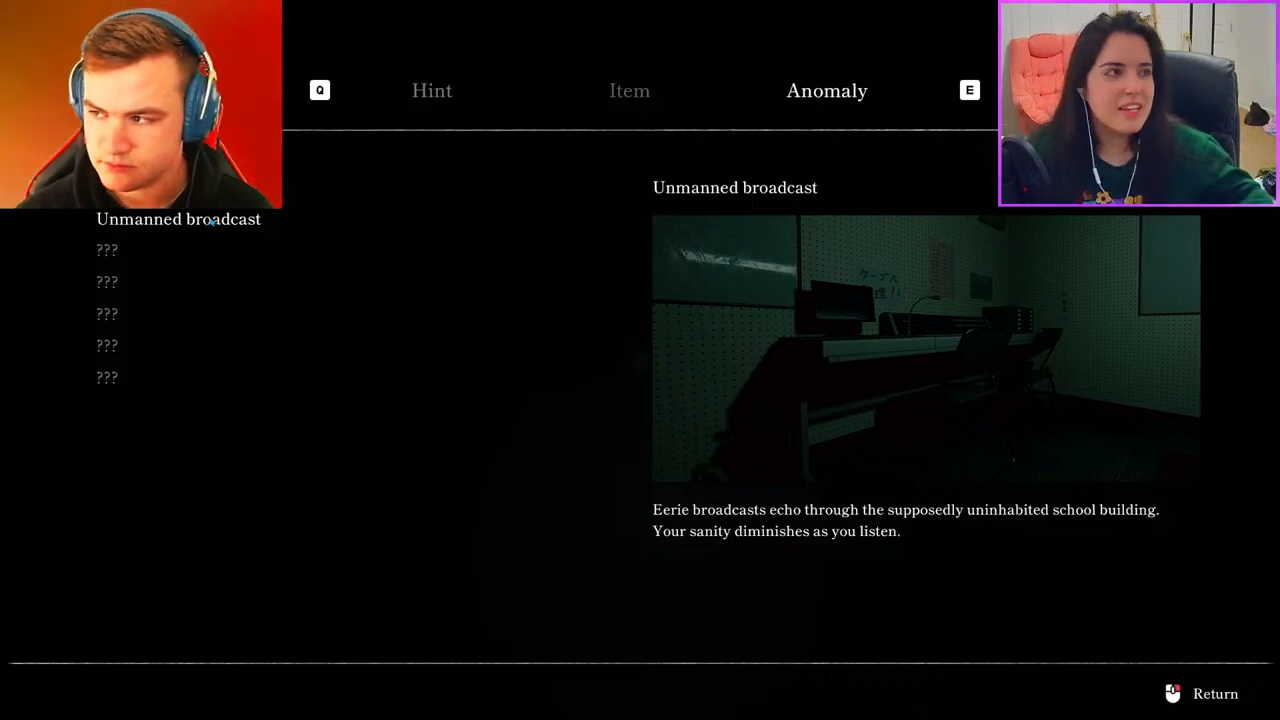 Q
Hint
Item
Anomaly
E
Unmanned broadcast
???
???
???
???
???
Unmanned broadcast
Eerie broadcasts echo through the supposedly uninhabited school building.
Your sanity diminishes as you listen.
Return